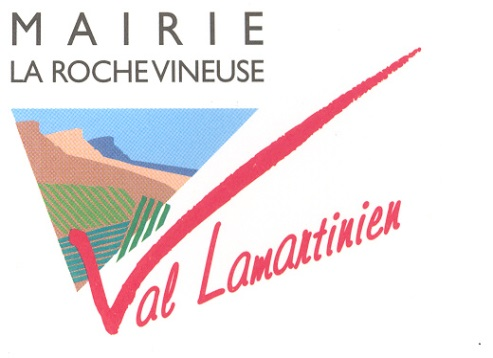 MAIRIE
LA ROCHE VINEUSE
Val Lamartinien